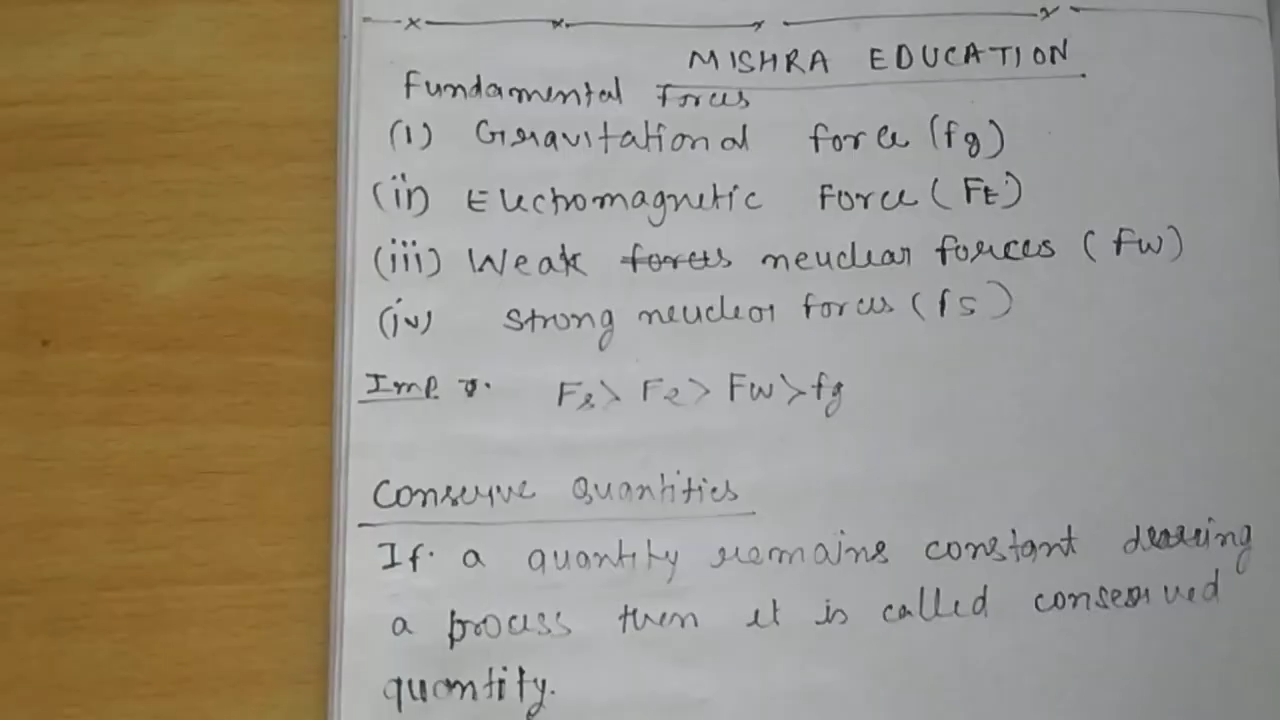 MISHRA EDUCATION
Fundamental Forces
(i) Gravitational force (fg)
(ii) Electromagnetic Force (FE)
(iii) Weak forces neuclear forces (FW)
(iv) Strong neuclear forces (fs)
Imp. Fs > Fe > Fw > fg
Conserve Quantities
If a quantity remains constant during
a process then it is called conserved
quantity.